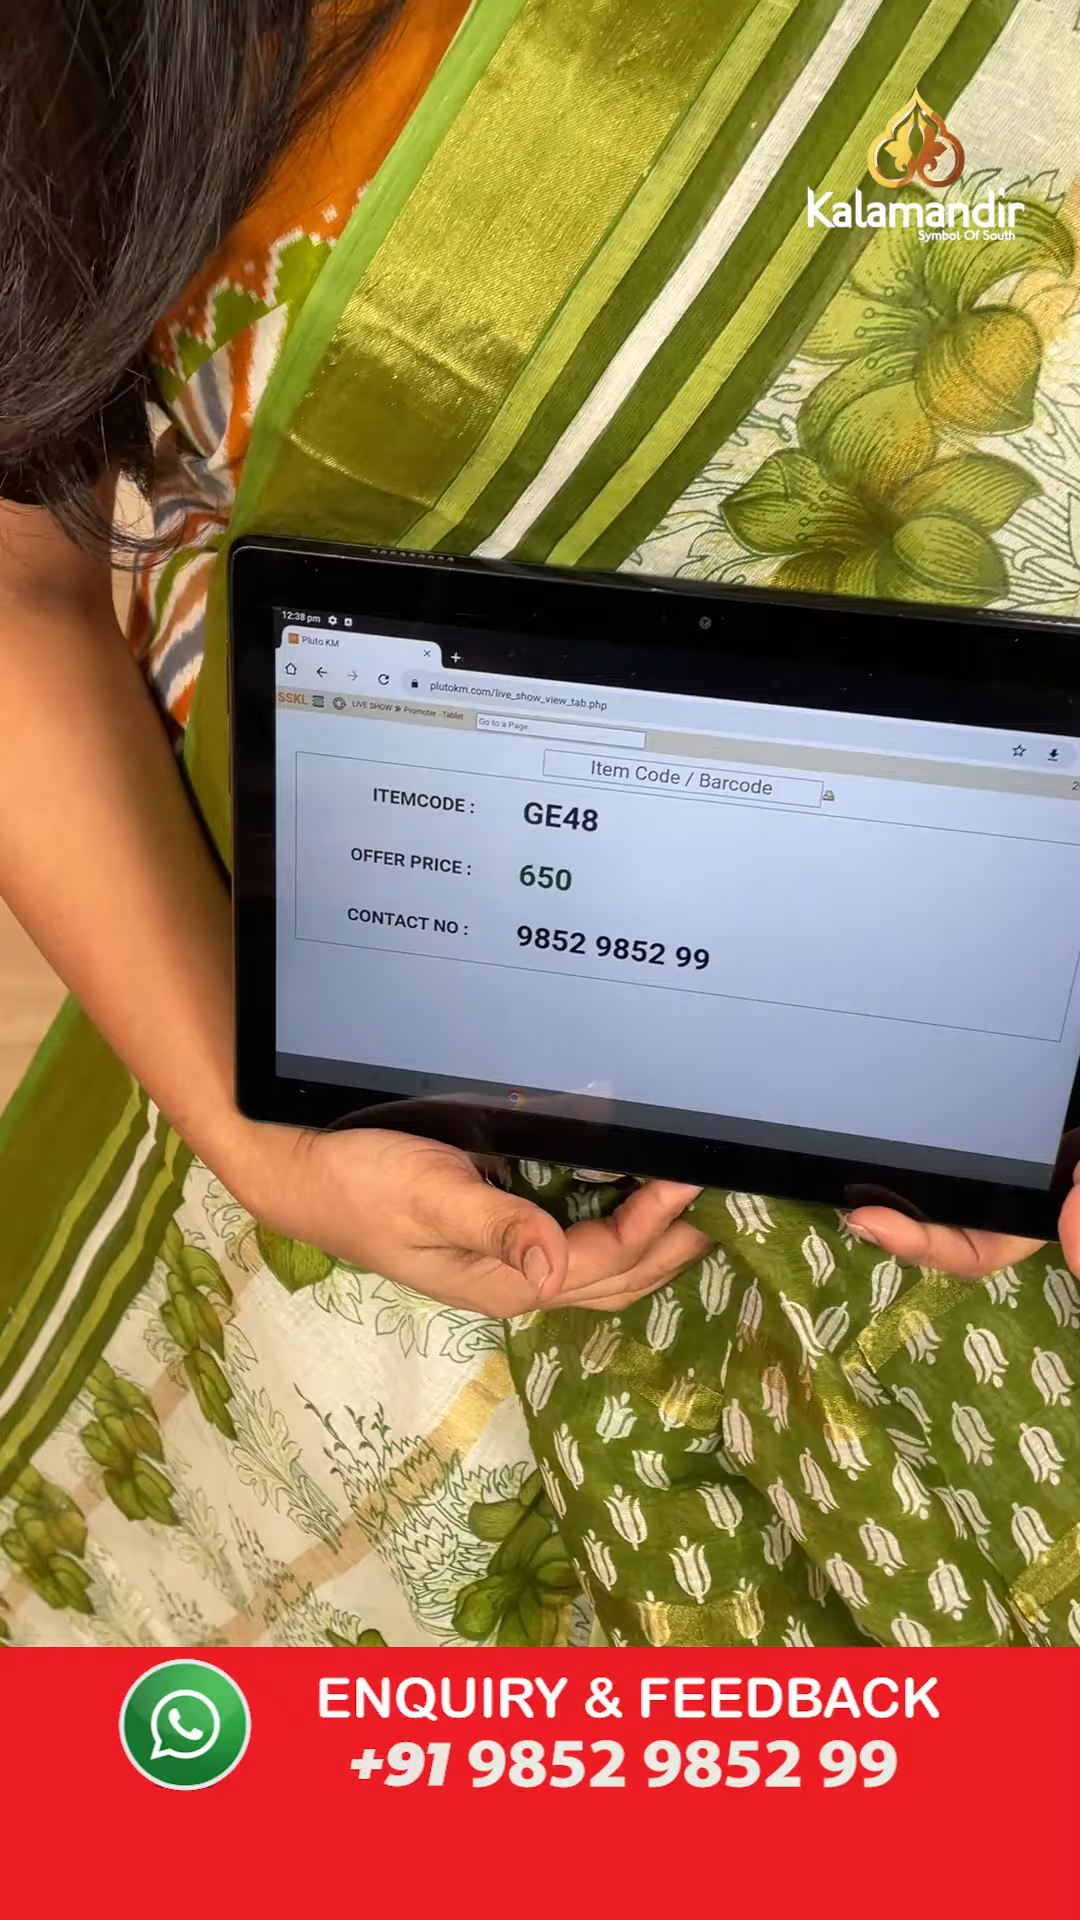 Kalamandir
Symbol Of South
12:38 pm
Pluto KM
plutokm.com/live_show_view_tab.php
SSKL
LIVE SHOW » Promoter - Tablet
Go to a Page
Item Code / Barcode
ITEMCODE : GE48
OFFER PRICE : 650
CONTACT NO : 9852 9852 99
ENQUIRY & FEEDBACK
+91 9852 9852 99